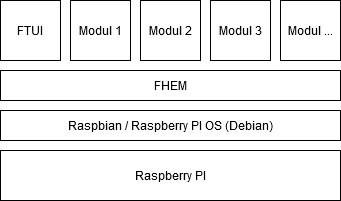 FTUI
Modul 1
Modul 2
Modul 3
Modul ...
FHEM
Raspbian / Raspberry PI OS (Debian)
Raspberry PI